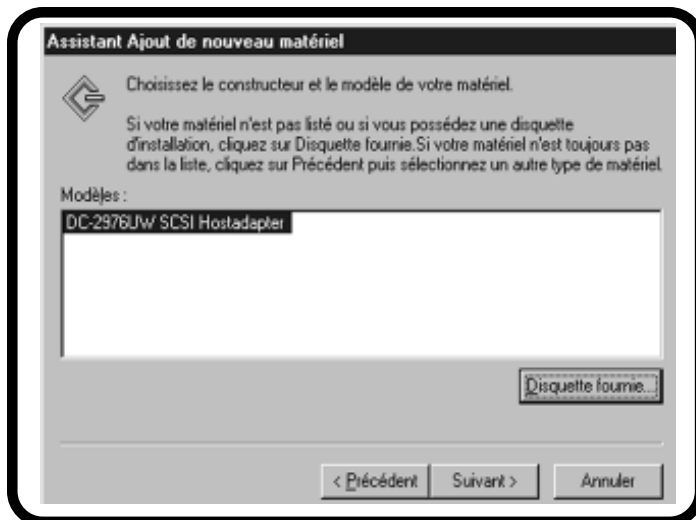 Assistant Ajout de nouveau matériel
Choisissez le constructeur et le modèle de votre matériel.
Si votre matériel n'est pas listé ou si vous possédez une disquette
d'installation, cliquez sur Disquette fournie.Si votre matériel n'est toujours pas
dans la liste, cliquez sur Précédent puis sélectionnez un autre type de matériel.
Modèles :
DC-2976UW SCSI Hostadapter
Disquette fournie...
< Précédent Suivant > Annuler